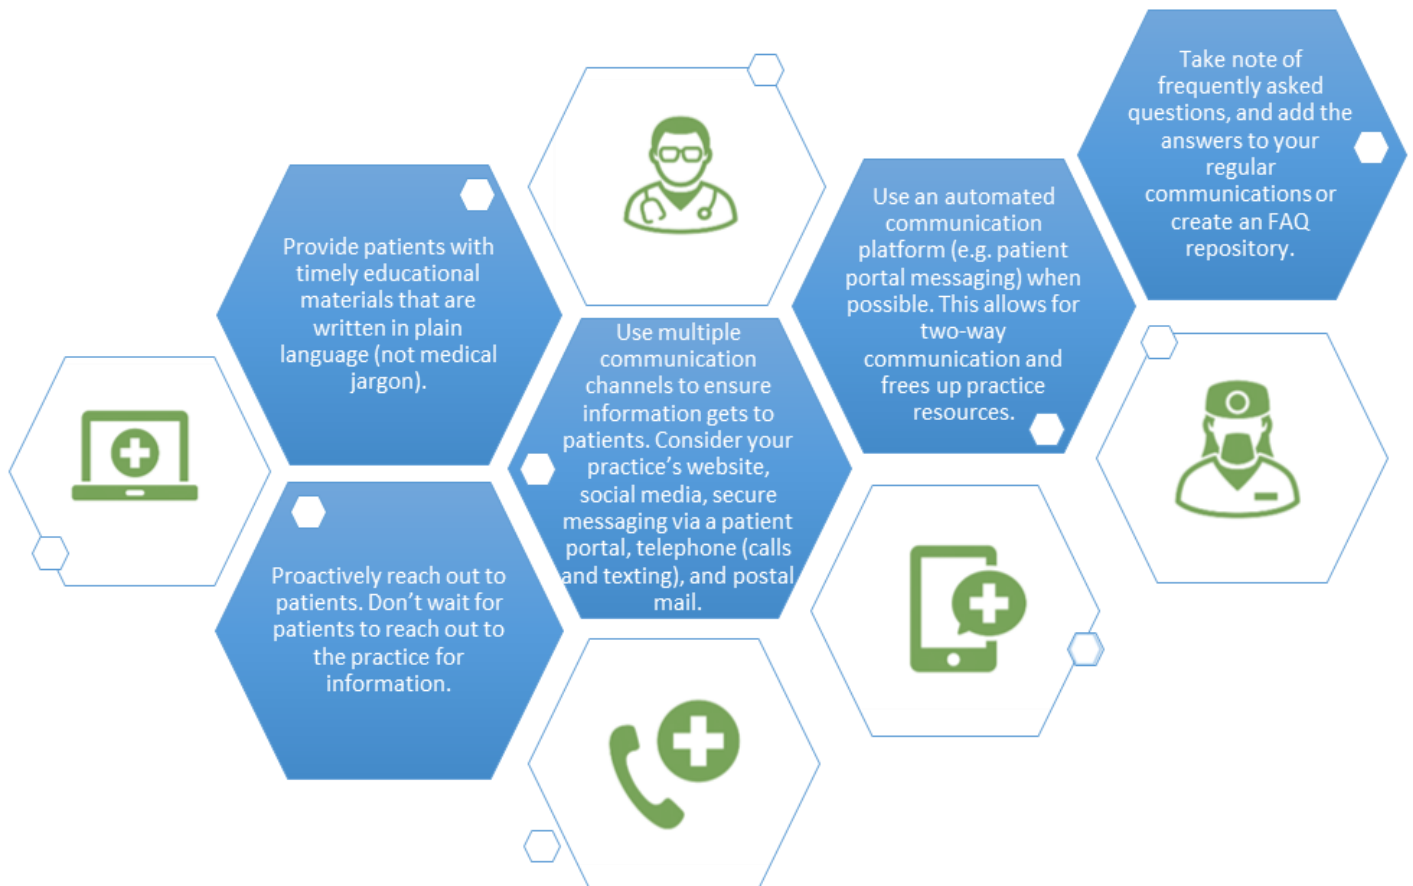 Provide patients with
timely educational
materials that are
written in plain
language (not medical
jargon).
Proactively reach out to
patients. Don’t wait for
patients to reach out to
the practice for
information.
Use multiple
communication
channels to ensure
information gets to
patients. Consider your
practice’s website,
social media, secure
messaging via a patient
portal, telephone (calls
and texting), and postal
mail.
Use an automated
communication
platform (e.g. patient
portal messaging) when
possible. This allows for
two-way
communication and
frees up practice
resources.
Take note of
frequently asked
questions, and add the
answers to your
regular
communications or
create an FAQ
repository.